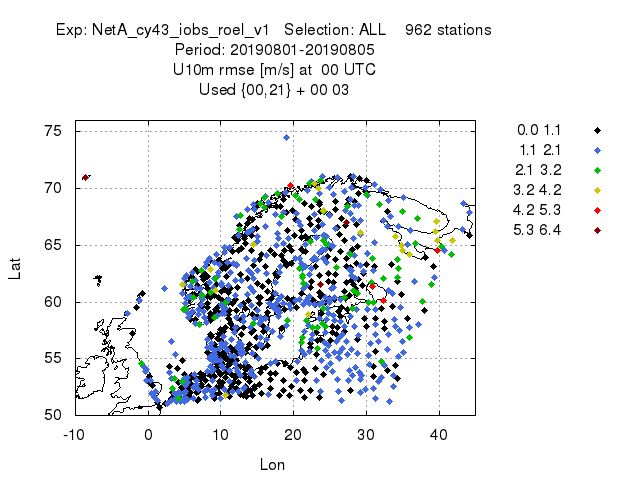 Exp: NetA_cy43_iobs_roel_v1   Selection: ALL    962 stations
Period: 20190801-20190805
U10m rmse [m/s] at  00 UTC
Used {00,21} + 00 03
75
70
65
60
55
50
Lat
-10 0 10 20 30 40
Lon
0.0 1.1
1.1 2.1
2.1 3.2
3.2 4.2
4.2 5.3
5.3 6.4